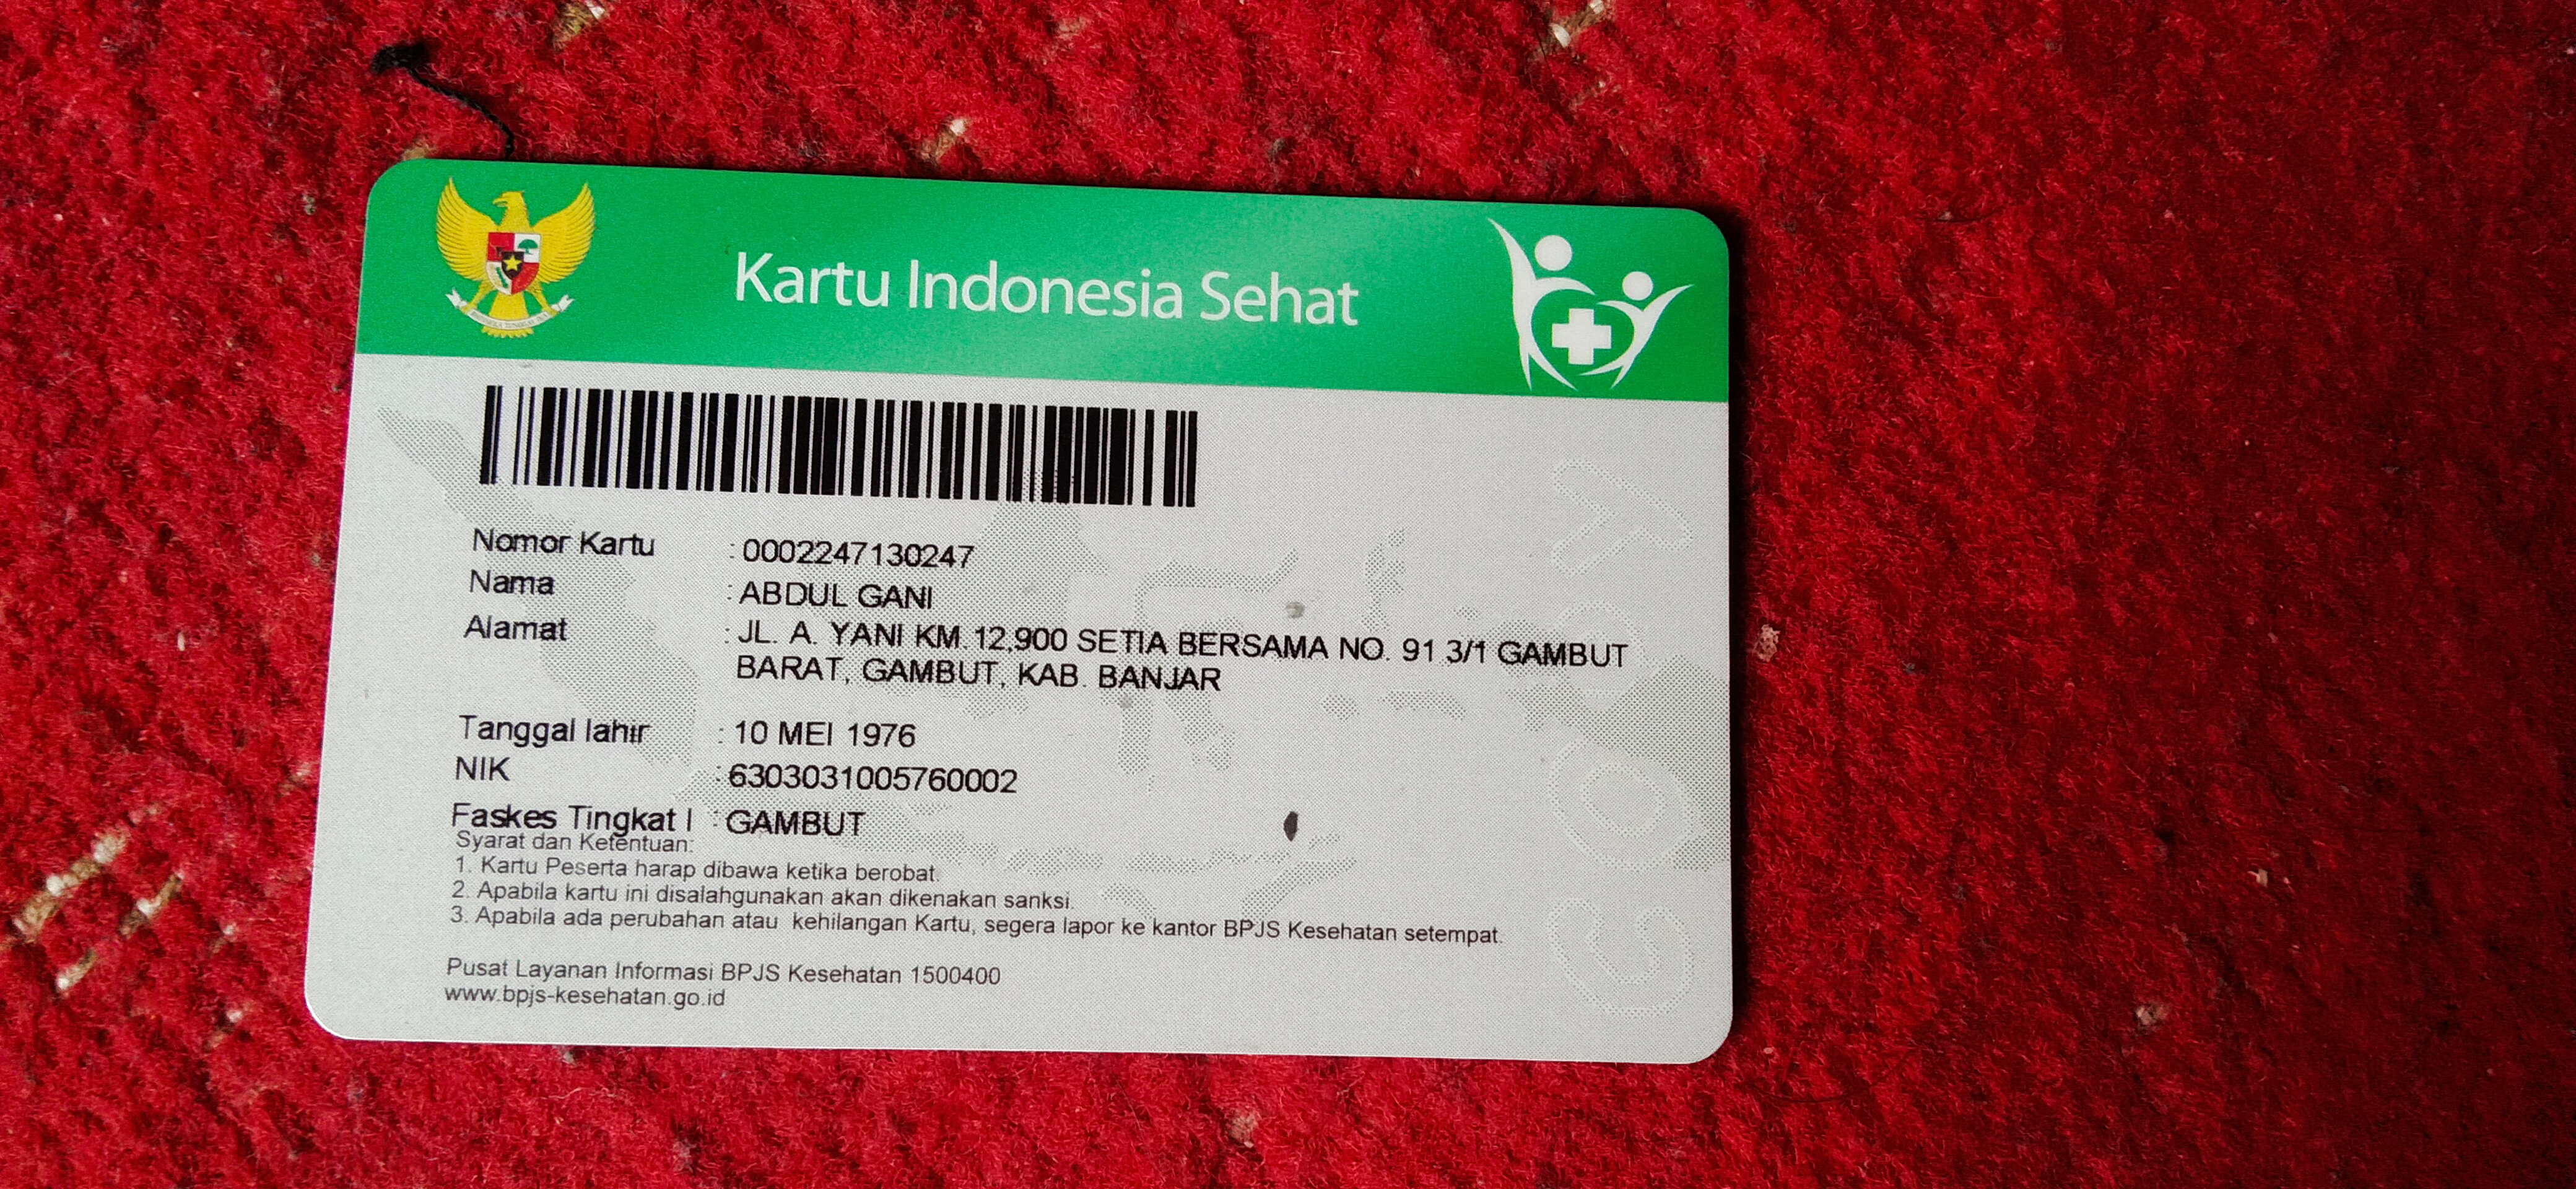 Kartu Indonesia Sehat
Nomor Kartu : 0002247130247
Nama : ABDUL GANI
Alamat : JL. A. YANI KM.12,900 SETIA BERSAMA NO. 91 3/1 GAMBUT
BARAT, GAMBUT, KAB. BANJAR
Tanggal lahir : 10 MEI 1976
NIK : 6303031005760002
Faskes Tingkat I : GAMBUT
Syarat dan Ketentuan:
1. Kartu Peserta harap dibawa ketika berobat.
2. Apabila kartu ini disalahgunakan akan dikenakan sanksi.
3. Apabila ada perubahan atau kehilangan Kartu, segera lapor ke kantor BPJS Kesehatan setempat.
Pusat Layanan Informasi BPJS Kesehatan 1500400
www.bpjs-kesehatan.go.id